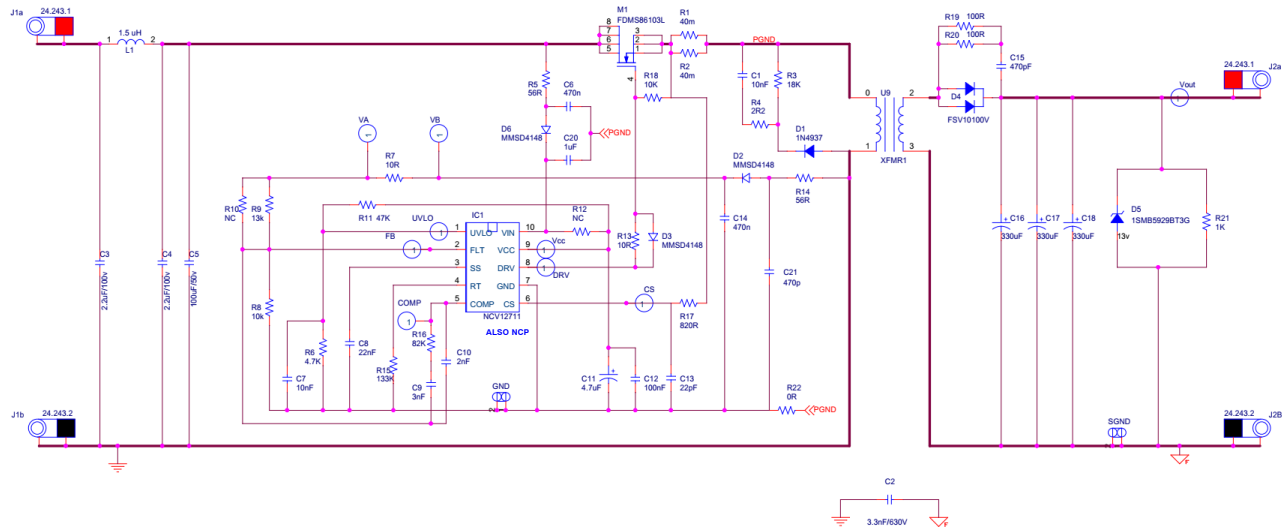 J1a
24.243.1
1
1.5 uH
2
L1
M1
FDMS86103L
8
7
6
5
3
2
1
4
R1
40m
R2
40m
PGND
R18
10K
R5
56R
C6
470n
D6
MMSD4148
C20
1uF
PGND
C1
10nF
R3
18K
R4
2R2
D1
1N4937
0
U9
2
1
3
XFMR1
R19
100R
R20
100R
C15
470pF
D4
FSV10100V
24.243.1
J2a
Vout
1
VA
1
VB
1
R7
10R
D2
MMSD4148
R14
56R
R10
NC
R9
13k
R11 47K
UVLO
1
FB
1
IC1
1
UVLO
VIN
10
2
FLT
VCC
9
3
SS
DRV
8
4
RT
GND
7
5
COMP
CS
6
NCV12711
ALSO NCP
R12
NC
Vcc
1
DRV
1
R13
10R
D3
MMSD4148
C14
470n
C21
470p
CS
1
R17
820R
COMP
1
R8
10k
R6
4.7K
C7
10nF
C8
22nF
R15
133K
R16
82K
C9
3nF
C10
2nF
C11
4.7uF
C12
100nF
C13
22pF
GND
R22
0R
PGND
C3
2.2uF/100v
C4
2.2uF/100v
C5
100uF/50v
C16
330uF
C17
330uF
C18
330uF
D5
1SMB5929BT3G
13v
R21
1K
J1b
24.243.2
SGND
24.243.2
J2B
F
C2
3.3nF/630V
F